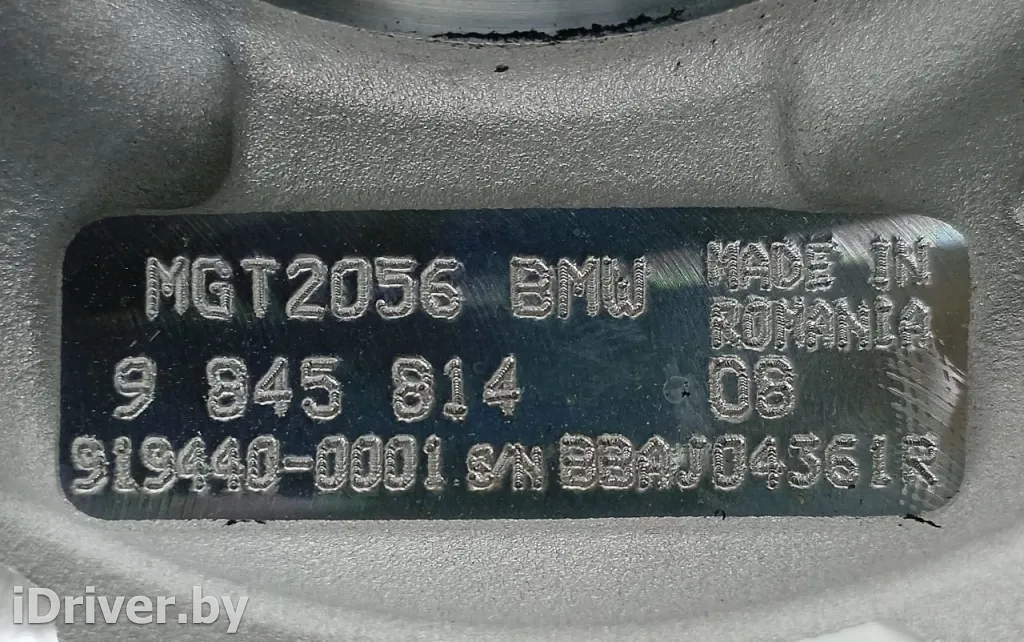 MGT2056 BMW MADE IN
ROMANIA
9 845 814 08
919440-0001 S/N BBAJ04361R
iDriver.by